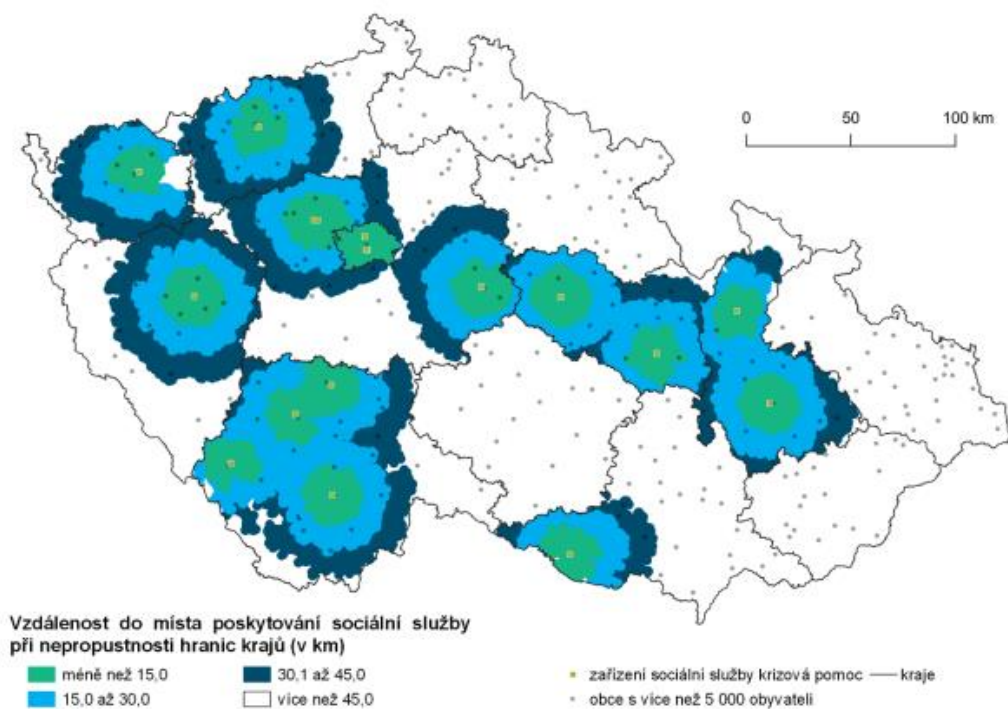 0 50 100 km
Vzdálenost do místa poskytování sociální služby
při nepropustnosti hranic krajů (v km)
méně než 15,0 30,1 až 45,0 zařízení sociální služby krizová pomoc kraje
15,0 až 30,0 více než 45,0 obce s více než 5 000 obyvateli